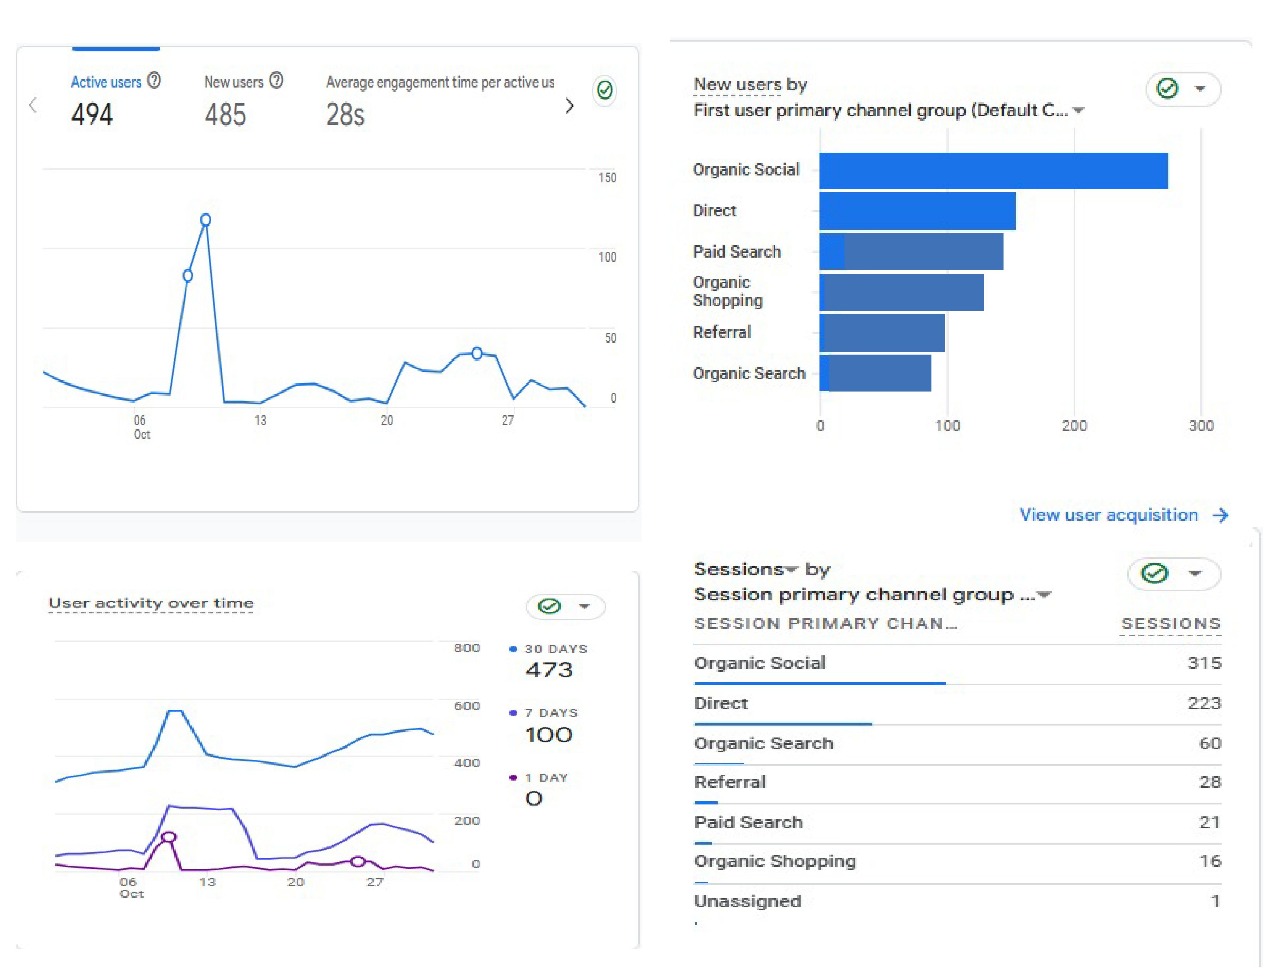 Active users
New users
Average engagement time per active us
494
485
28s
150
100
50
0
06
Oct
13
20
27
New users by
First user primary channel group (Default C...
Organic Social
Direct
Paid Search
Organic
Shopping
Referral
Organic Search
0
100
200
300
View user acquisition
User activity over time
800
600
400
200
0
06
Oct
13
20
27
30 DAYS
473
7 DAYS
100
1 DAY
0
Sessions by
Session primary channel group ...
SESSION PRIMARY CHAN... SESSIONS
Organic Social 315
Direct 223
Organic Search 60
Referral 28
Paid Search 21
Organic Shopping 16
Unassigned 1